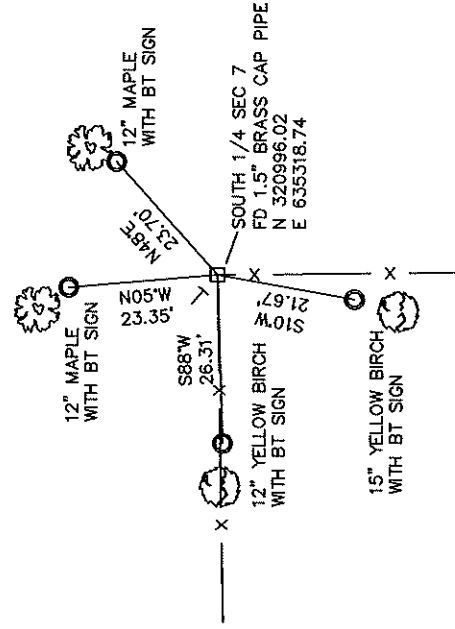 12" MAPLE
WITH BT SIGN
12" MAPLE
WITH BT SIGN
N48°E
23.70'
N05°W
23.35'
SOUTH 1/4 SEC 7
FD 1.5" BRASS CAP PIPE
N 320996.02
E 635318.74
S88°W
26.31'
S10°W
21.67'
12" YELLOW BIRCH
WITH BT SIGN
15" YELLOW BIRCH
WITH BT SIGN